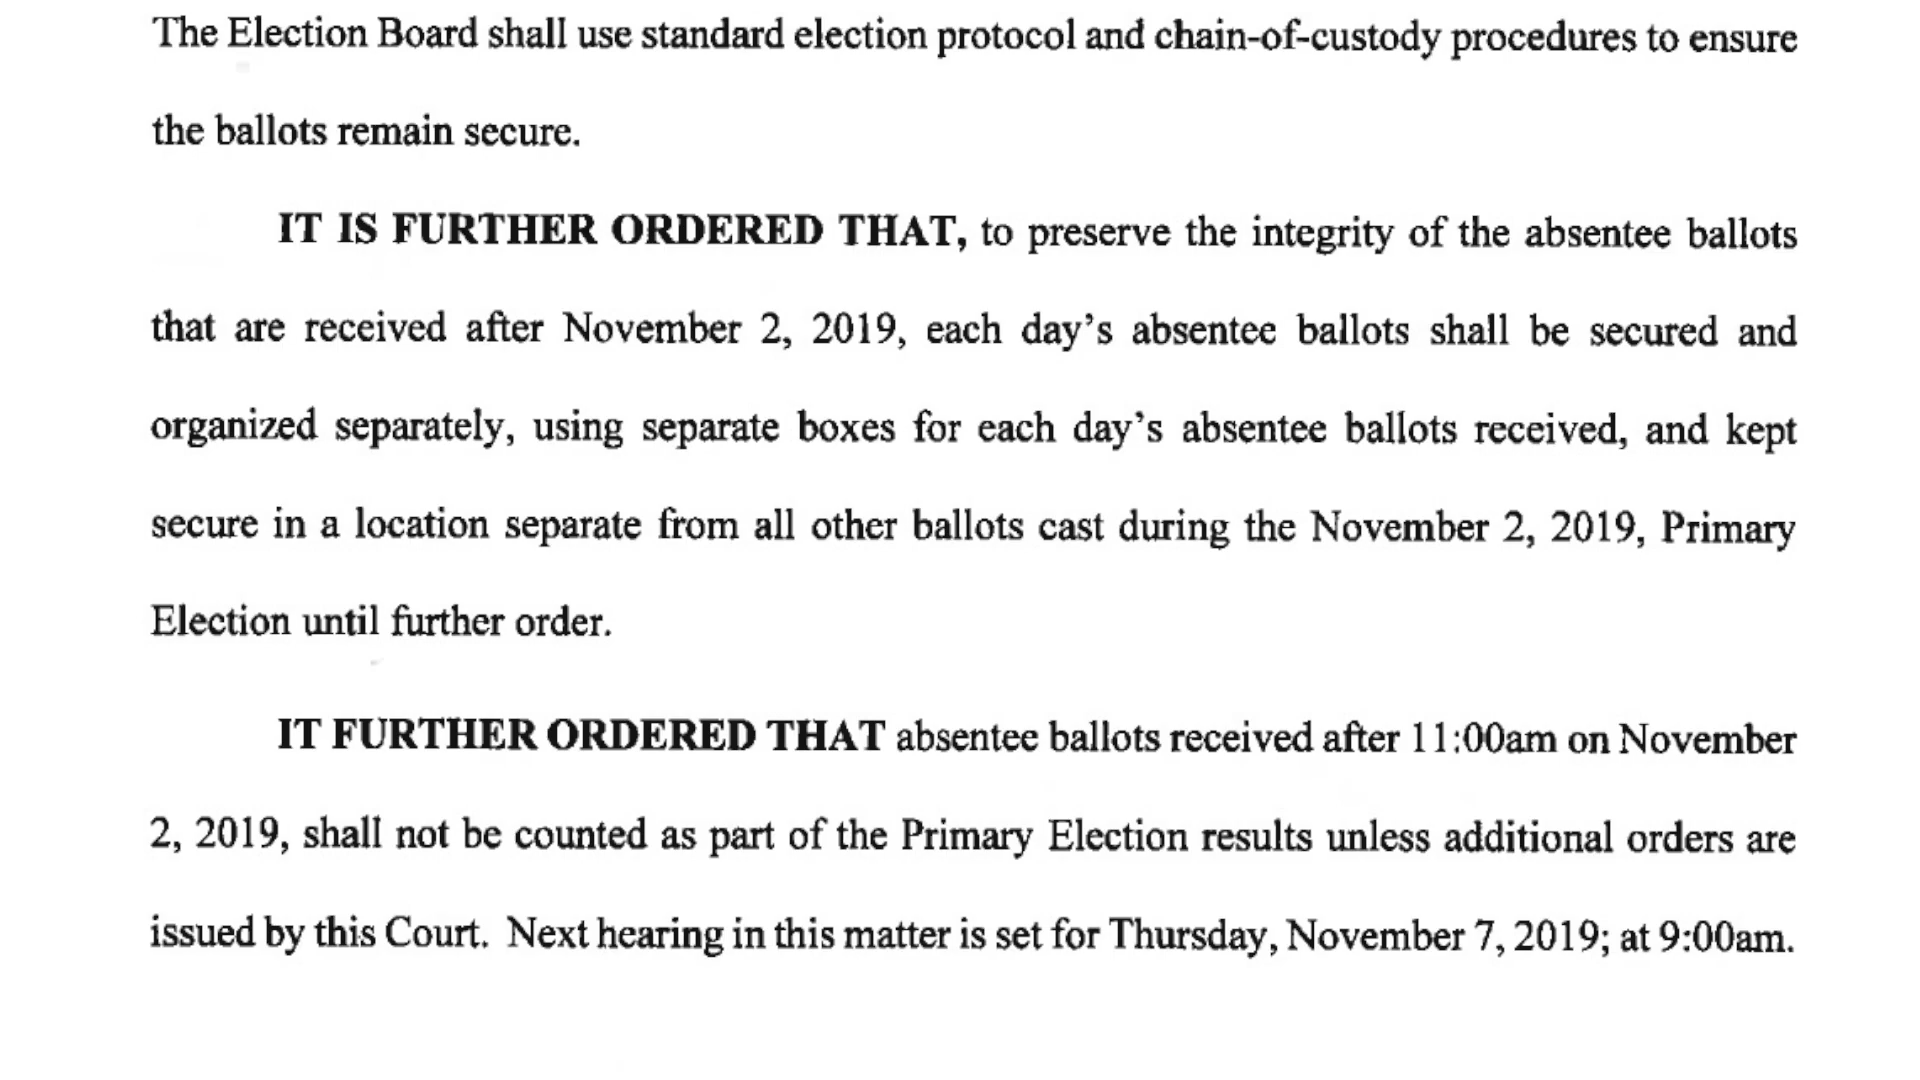 The Election Board shall use standard election protocol and chain-of-custody procedures to ensure
the ballots remain secure.
IT IS FURTHER ORDERED THAT, to preserve the integrity of the absentee ballots
that are received after November 2, 2019, each day's absentee ballots shall be secured and
organized separately, using separate boxes for each day's absentee ballots received, and kept
secure in a location separate from all other ballots cast during the November 2, 2019, Primary
Election until further order.
IT FURTHER ORDERED THAT absentee ballots received after 11:00am on November
2, 2019, shall not be counted as part of the Primary Election results unless additional orders are
issued by this Court. Next hearing in this matter is set for Thursday, November 7, 2019; at 9:00am.